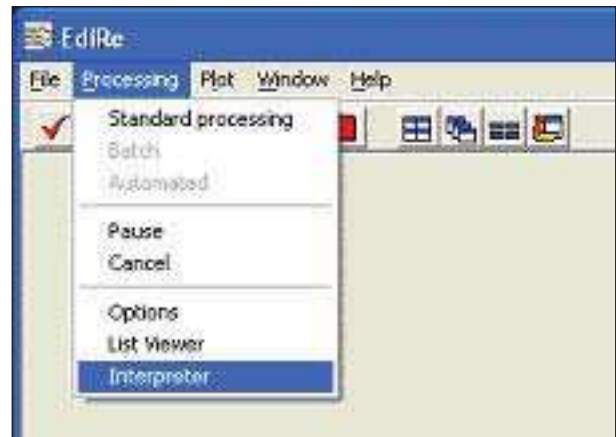 EdiRe
File Processing Plot Window Help
Standard processing
Batch
Automated
Pause
Cancel
Options
List Viewer
Interpreter